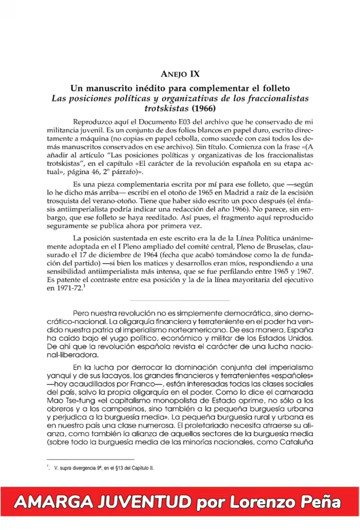 ANEJO IX
Un manuscrito inédito para complementar el folleto
Las posiciones políticas y organizativas de los fraccionalistas
trotskistas (1966)
Reproduzco aquí el Documento E03 del archivo que he conservado de mi
militancia juvenil. Es un conjunto de dos folios blancos en papel duro, escrito direc-
tamente a máquina (no copias en papel cebolla, como sucede con casi todos los de-
más manuscritos conservados en ese archivo). Sin título. Comienza con la frase «(A
añadir al artículo “Las posiciones políticas y organizativas de los fraccionalistas
trotskistas”, en el capítulo «El carácter de la revolución española en su etapa ac-
tual», página 46, 2º párrafo)».
Es una pieza complementaria escrita por mí para ese folleto, que —según
lo he dicho más arriba— escribí en el otoño de 1965 en Madrid a raíz de la escisión
trosquista del verano-otoño. Tiene que haber sido escrito un poco después (el énfa-
sis antiimperialista podría indicar una redacción del año 1966). No parece, sin em-
bargo, que ese folleto se haya reeditado. Así pues, el fragmento aquí reproducido
seguramente se publica ahora por primera vez.
La posición sustentada en este escrito era la de la Línea Política unánime-
mente adoptada en el I Pleno ampliado del comité central, Pleno de Bruselas, clau-
surado el 17 de diciembre de 1964 (fecha que acabó tomándose como la de funda-
ción del partido) —si bien los matices y desarrollos eran míos, respondiendo a una
sensibilidad antiimperialista más intensa, que se fue perfilando entre 1965 y 1967.
Es patente el contraste entre esa posición y la de la línea mayoritaria del ejecutivo
en 1971-72.¹
Pero nuestra revolución no es simplemente democrática, sino demo-
crático-nacional. La oligarquía financiera y terrateniente en el poder ha ven-
dido nuestra patria al imperialismo norteamericano. De esa manera, España
ha caído bajo el yugo político, económico y militar de los Estados Unidos.
De ahí que la revolución española revista el carácter de una lucha nacio-
nal-liberadora.
En la lucha por derrocar la dominación conjunta del imperialismo
yanqui y de sus lacayos, los grandes financieros y terratenientes «españoles»
—hoy acaudillados por Franco—, están interesadas todas las clases sociales
del país, salvo la propia oligarquía en el poder. Como lo dice el camarada
Mao Tse-tung «el capitalismo monopolista de Estado oprime, no sólo a los
obreros y a los campesinos, sino también a la pequeña burguesía urbana
y perjudica a la burguesía media». La pequeña burguesía rural y urbana es
en nuestro país una clase numerosa. El proletariado necesita atraerse su ali-
anza, como también la alianza de aquellos sectores de la burguesía media
(sobre todo la burguesía media de las minorías nacionales, como Cataluña
¹. V. supra divergencia 8ª, en el §13 del Capítulo II.
AMARGA JUVENTUD por Lorenzo Peña